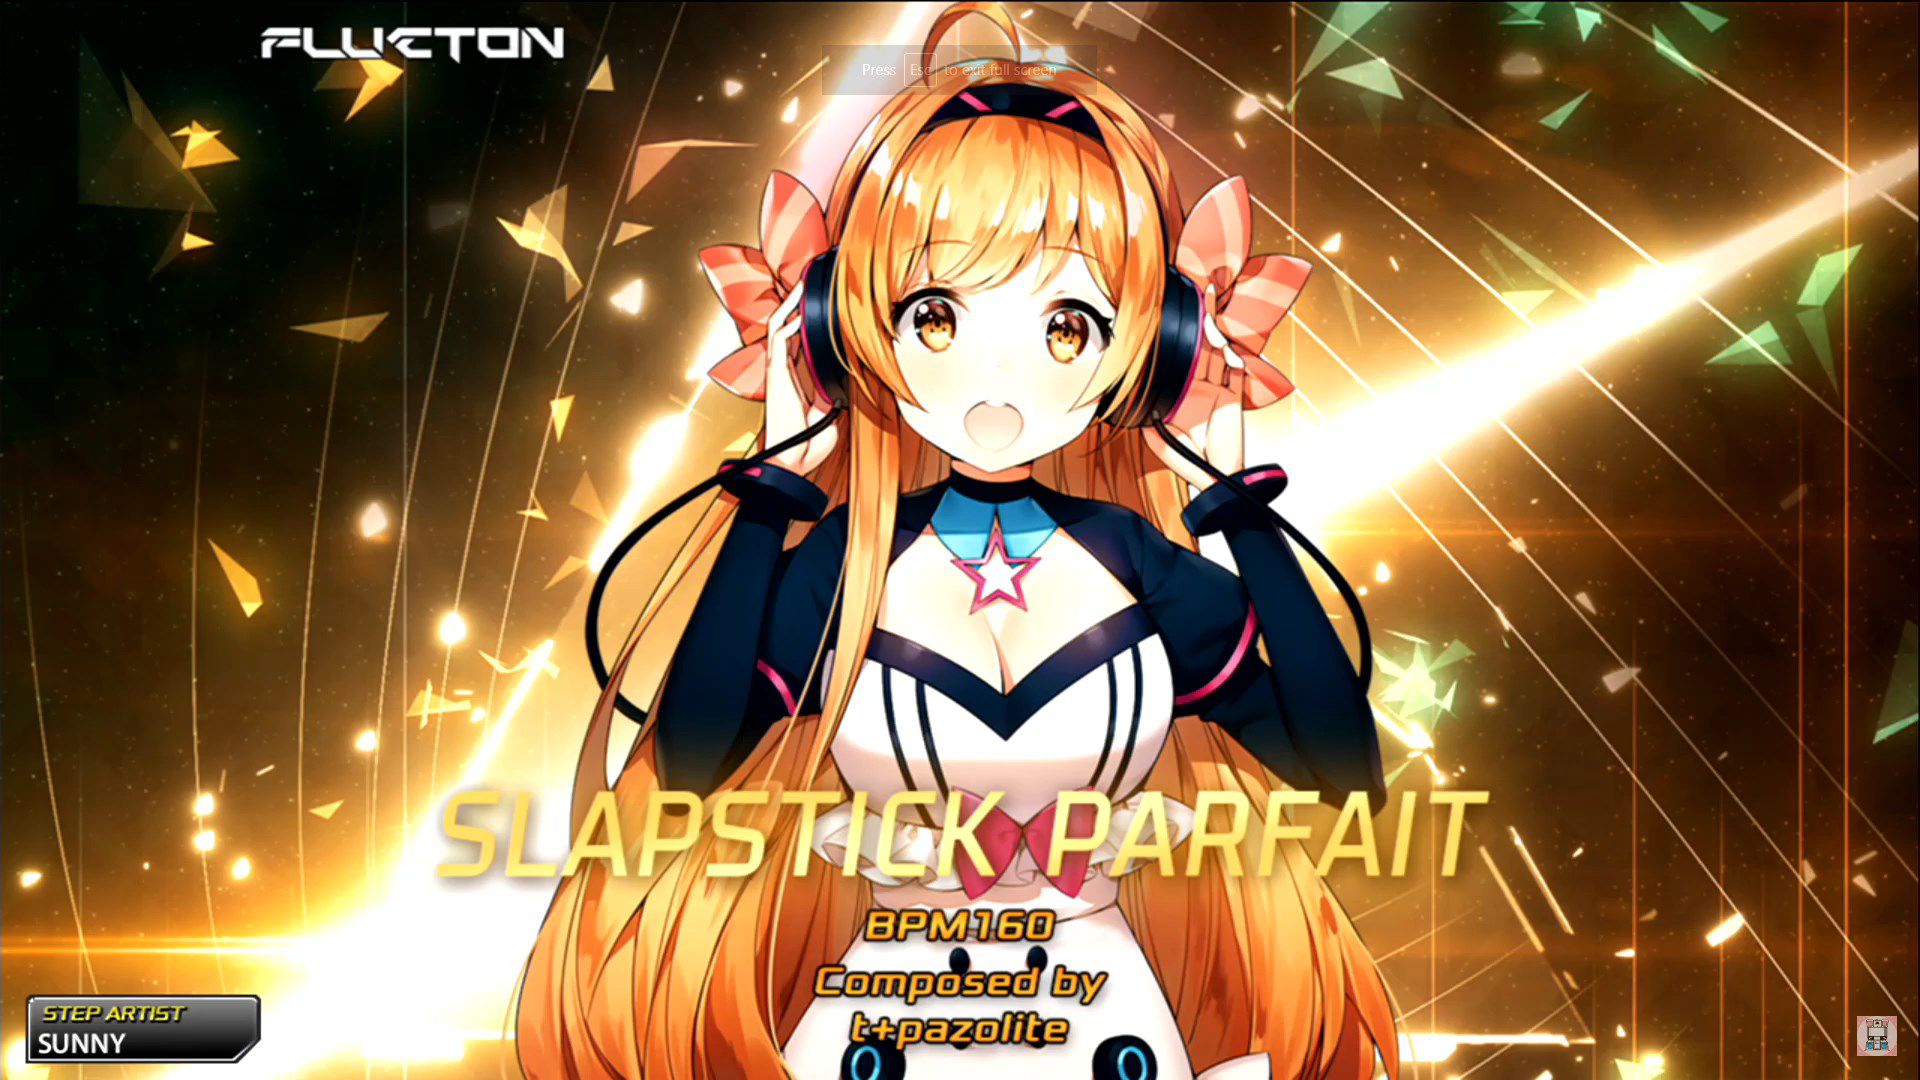 FLUCTON
Press Esc to exit full screen
SLAPSTICK PARFAIT
BPM160
Composed by
t+pazolite
STEP ARTIST
SUNNY